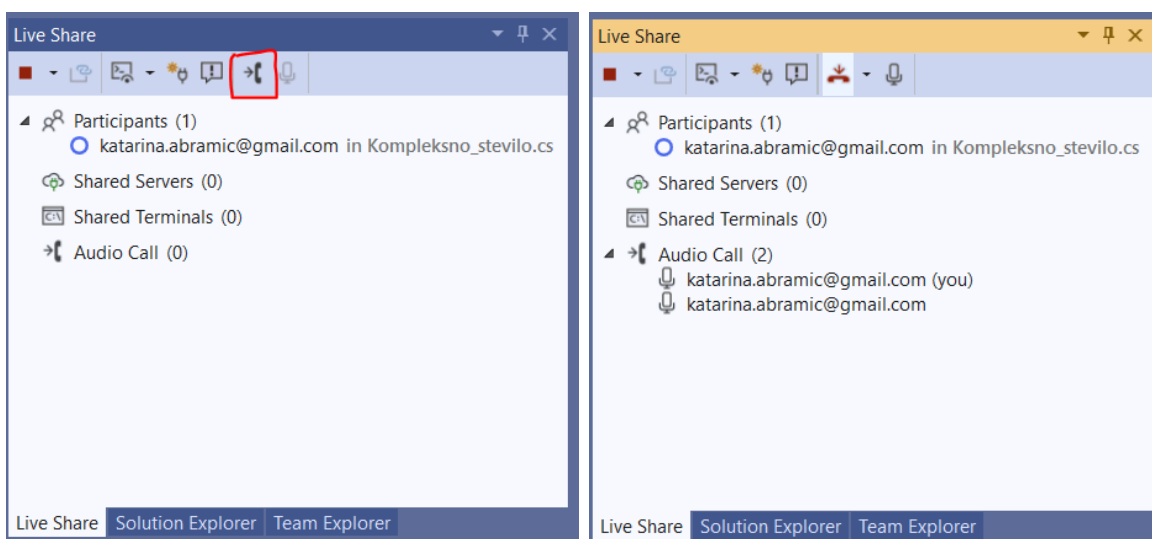 Live Share
Participants (1)
katarina.abramic@gmail.com in Kompleksno_stevilo.cs
Shared Servers (0)
Shared Terminals (0)
Audio Call (0)
Live Share Solution Explorer Team Explorer
Live Share
Participants (1)
katarina.abramic@gmail.com in Kompleksno_stevilo.cs
Shared Servers (0)
Shared Terminals (0)
Audio Call (2)
katarina.abramic@gmail.com (you)
katarina.abramic@gmail.com
Live Share Solution Explorer Team Explorer